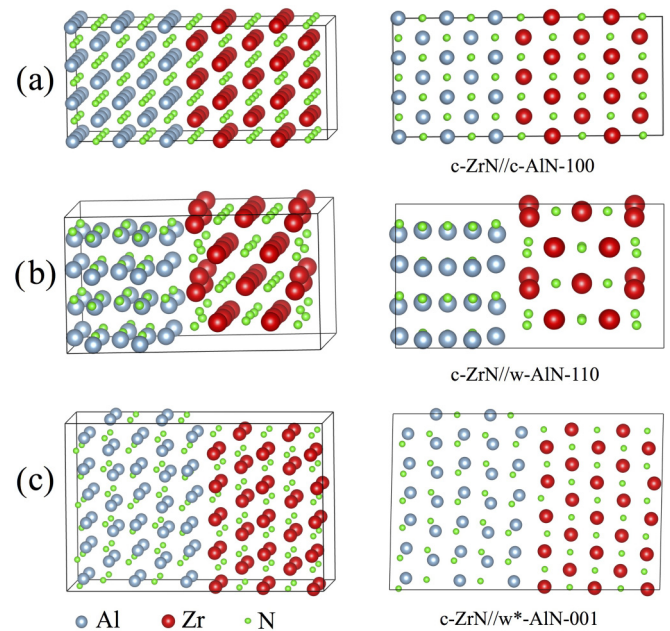 (a)
c-ZrN//c-AlN-100
(b)
c-ZrN//w-AlN-110
(c)
Al Zr N
c-ZrN//w*-AlN-001